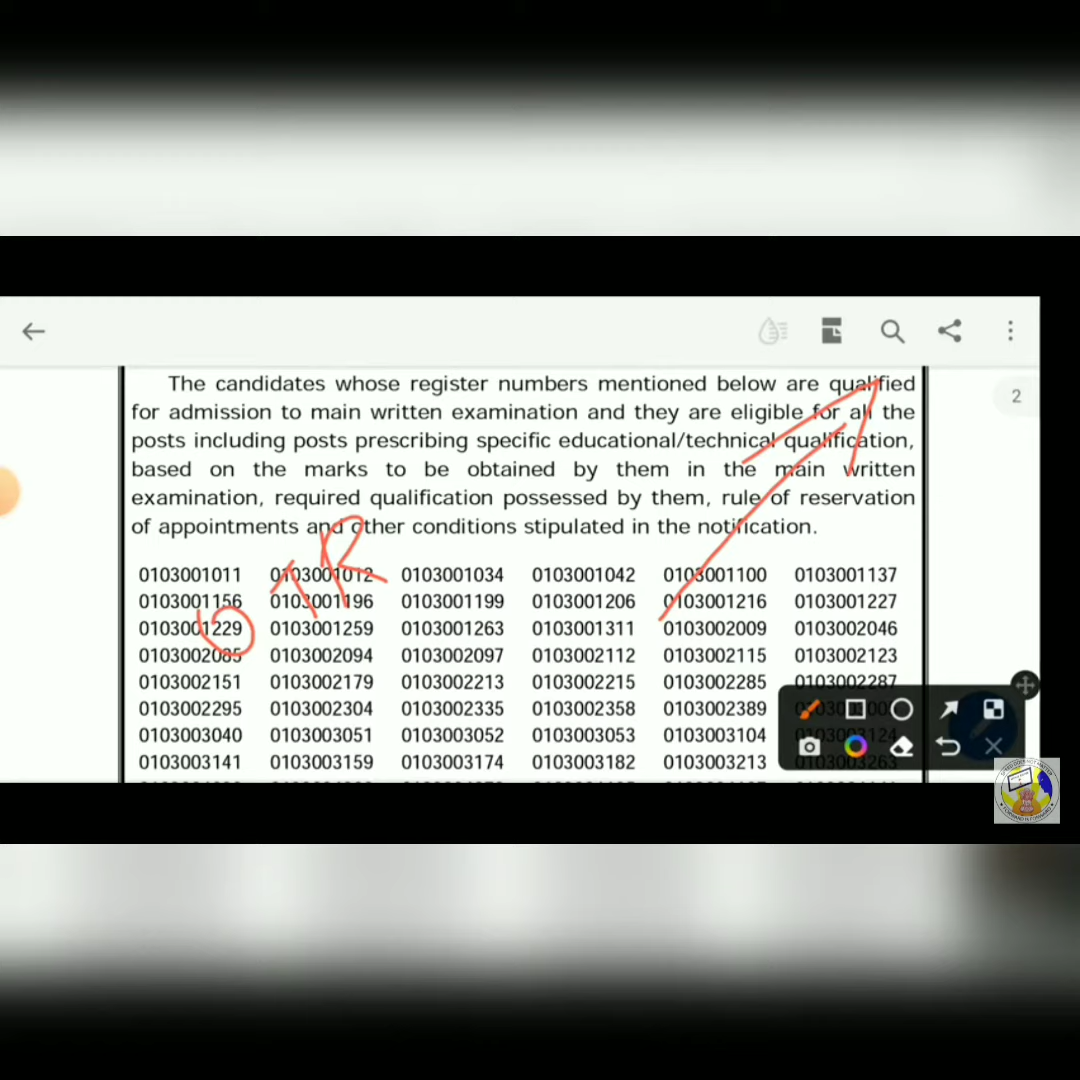 2
The candidates whose register numbers mentioned below are qualified
for admission to main written examination and they are eligible for all the
posts including posts prescribing specific educational/technical qualification,
based on the marks to be obtained by them in the main written
examination, required qualification possessed by them, rule of reservation
of appointments and other conditions stipulated in the notification.
OTR
0103001011 0103001012 0103001034 0103001042 0103001100 0103001137
0103001156 0103001196 0103001199 0103001206 0103001216 0103001227
0103001229 0103001259 0103001263 0103001311 0103002009 0103002046
0103002085 0103002094 0103002097 0103002112 0103002115 0103002123
0103002151 0103002179 0103002213 0103002215 0103002285 0103002287
0103002295 0103002304 0103002335 0103002358 0103002389
0103003040 0103003051 0103003052 0103003053 0103003104 0103003124
0103003141 0103003159 0103003174 0103003182 0103003213 0103003263